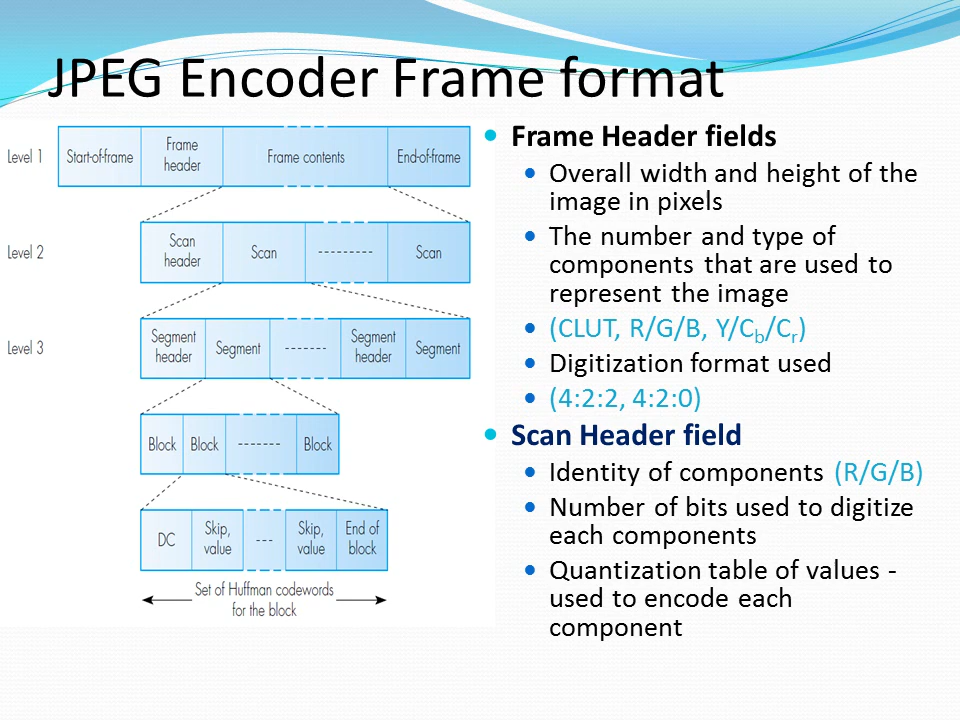 JPEG Encoder Frame format
Level 1
Start-of-frame
Frame
header
Frame contents
End-of-frame
Level 2
Scan
header
Scan
Scan
Level 3
Segment
header
Segment
Segment
header
Segment
Block
Block
Block
DC
Skip,
value
Skip,
value
End of
block
Set of Huffman codewords
for the block
• Frame Header fields
• Overall width and height of the
image in pixels
• The number and type of
components that are used to
represent the image
• (CLUT, R/G/B, Y/Cb/Cr)
• Digitization format used
• (4:2:2, 4:2:0)
• Scan Header field
• Identity of components (R/G/B)
• Number of bits used to digitize
each components
• Quantization table of values -
used to encode each
component